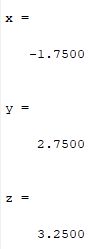 x =
-1.7500
y =
2.7500
z =
3.2500